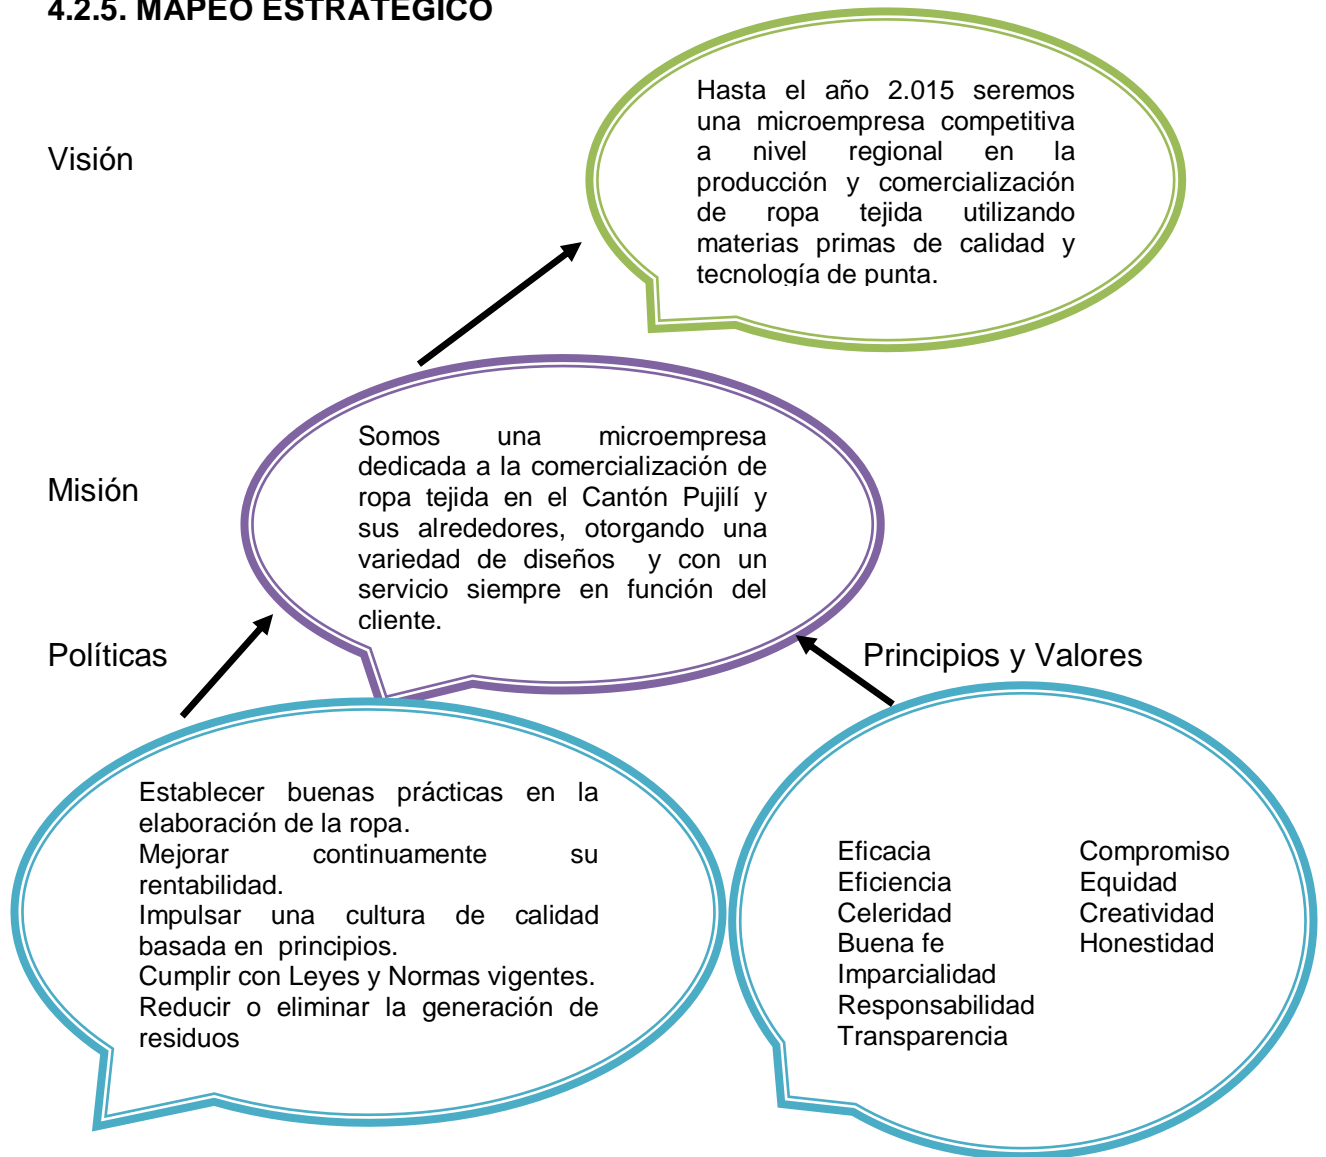 4.2.5. MAPEO ESTRATÉGICO
Hasta el año 2.015 seremos
una microempresa competitiva
a nivel regional en la
producción y comercialización
de ropa tejida utilizando
materias primas de calidad y
tecnología de punta.
Visión
Somos una microempresa
dedicada a la comercialización de
ropa tejida en el Cantón Pujilí y
sus alrededores, otorgando una
variedad de diseños y con un
servicio siempre en función del
cliente.
Misión
Políticas
Principios y Valores
Establecer buenas prácticas en la
elaboración de la ropa.
Mejorar continuamente su
rentabilidad.
Impulsar una cultura de calidad
basada en principios.
Cumplir con Leyes y Normas vigentes.
Reducir o eliminar la generación de
residuos
Eficacia
Eficiencia
Celeridad
Buena fe
Imparcialidad
Responsabilidad
Transparencia
Compromiso
Equidad
Creatividad
Honestidad